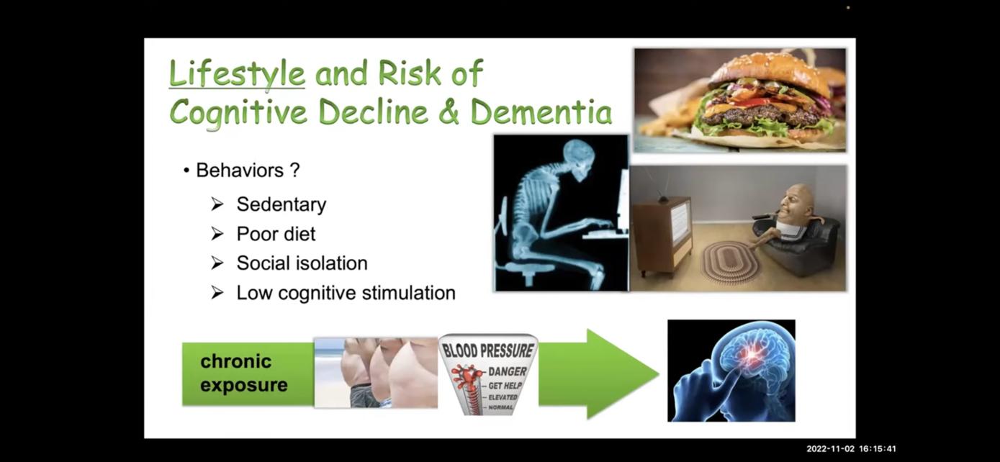 Lifestyle and Risk of
Cognitive Decline & Dementia
• Behaviors ?
➢ Sedentary
➢ Poor diet
➢ Social isolation
➢ Low cognitive stimulation
chronic
exposure
BLOOD PRESSURE
DANGER
GET HELP
ELEVATED
NORMAL
2022-11-02 16:15:41